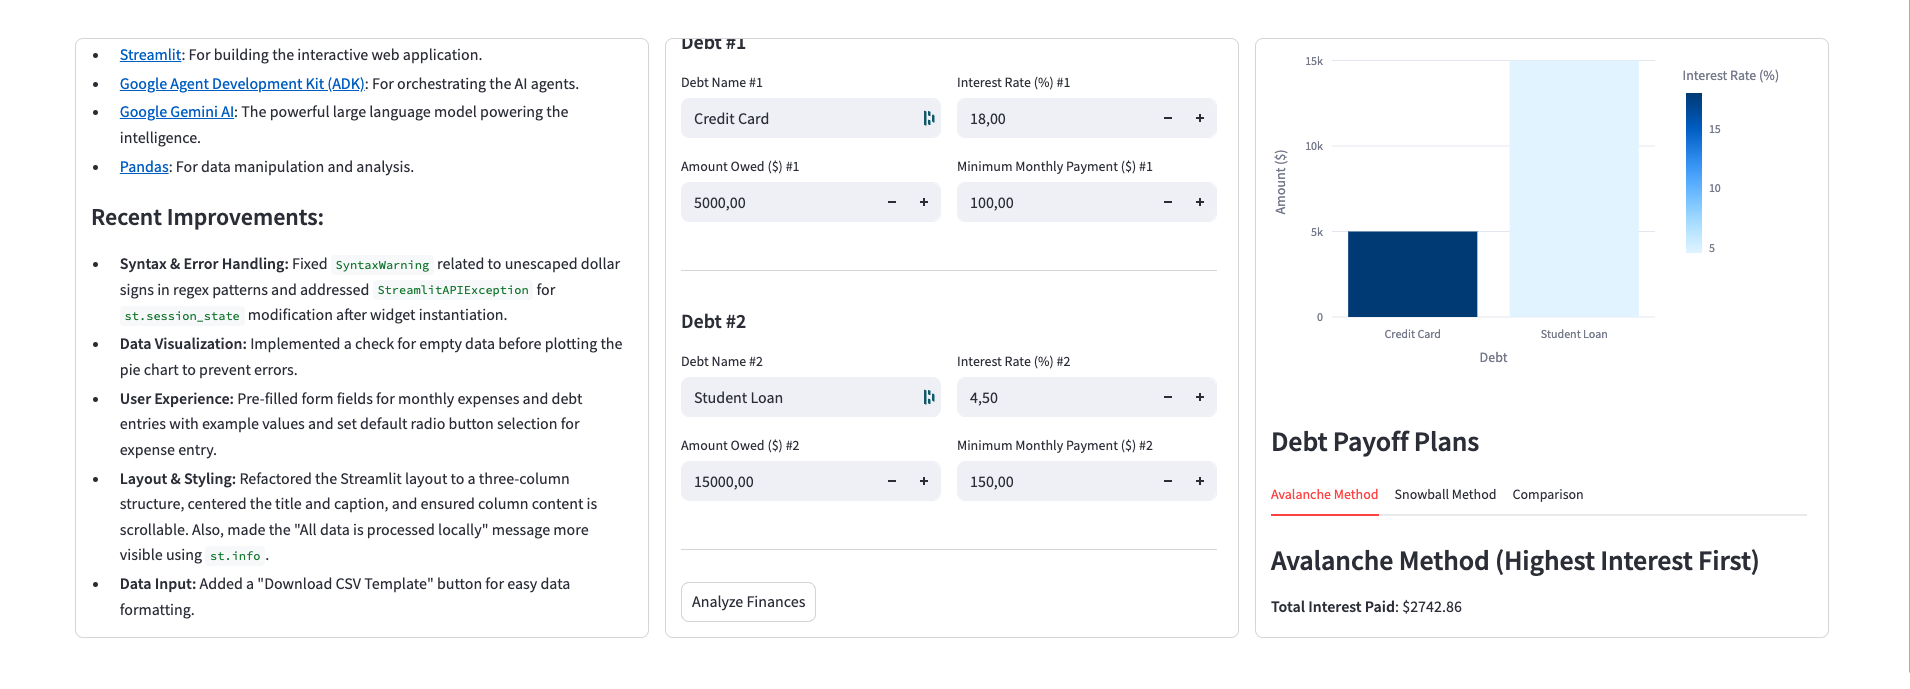 Streamlit: For building the interactive web application.
Google Agent Development Kit (ADK): For orchestrating the AI agents.
Google Gemini AI: The powerful large language model powering the
intelligence.
Pandas: For data manipulation and analysis.
Recent Improvements:
Syntax & Error Handling: Fixed SyntaxWarning related to unescaped dollar
signs in regex patterns and addressed StreamlitAPIException for
st.session_state modification after widget instantiation.
Data Visualization: Implemented a check for empty data before plotting the
pie chart to prevent errors.
User Experience: Pre-filled form fields for monthly expenses and debt
entries with example values and set default radio button selection for
expense entry.
Layout & Styling: Refactored the Streamlit layout to a three-column
structure, centered the title and caption, and ensured column content is
scrollable. Also, made the "All data is processed locally" message more
visible using st.info.
Data Input: Added a "Download CSV Template" button for easy data
formatting.
Debt #1
Debt Name #1
Interest Rate (%) #1
Credit Card
18,00
Amount Owed ($) #1
Minimum Monthly Payment ($) #1
5000,00
100,00
Debt #2
Debt Name #2
Interest Rate (%) #2
Student Loan
4,50
Amount Owed ($) #2
Minimum Monthly Payment ($) #2
15000,00
150,00
Analyze Finances
15k
10k
5k
0
Amount ($)
Credit Card
Student Loan
Debt
Interest Rate (%)
15
10
5
Debt Payoff Plans
Avalanche Method
Snowball Method
Comparison
Avalanche Method (Highest Interest First)
Total Interest Paid: $2742.86